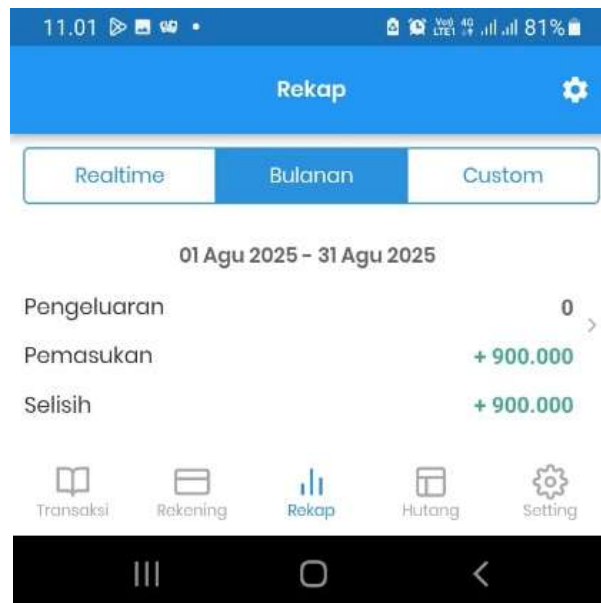 11.01 81%
Rekap
Realtime Bulanan Custom
01 Agu 2025 - 31 Agu 2025
Pengeluaran 0
Pemasukan + 900.000
Selisih + 900.000
Transaksi Rekening Rekap Hutang Setting